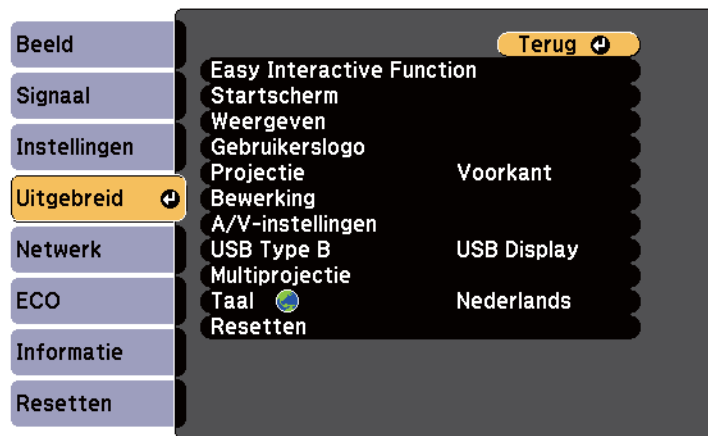 Beeld
Signaal
Instellingen
Uitgebreid
Netwerk
ECO
Informatie
Resetten
Terug
Easy Interactive Function
Startscherm
Weergeven
Gebruikerslogo
Projectie Voorkant
Bewerking
A/V-instellingen
USB Type B USB Display
Multiprojectie
Taal Nederlands
Resetten